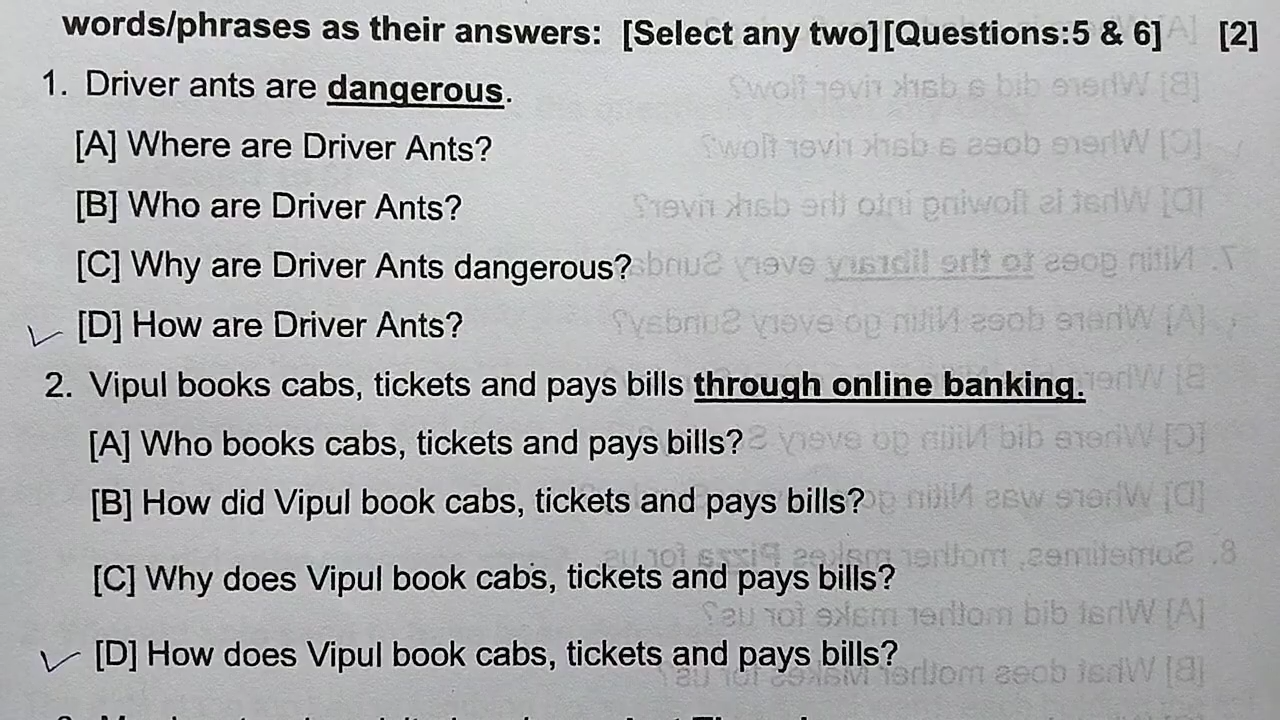 words/phrases as their answers: [Select any two][Questions:5 & 6] [2]
1. Driver ants are dangerous.
[A] Where are Driver Ants?
[B] Who are Driver Ants?
[C] Why are Driver Ants dangerous?
[D] How are Driver Ants?
2. Vipul books cabs, tickets and pays bills through online banking.
[A] Who books cabs, tickets and pays bills?
[B] How did Vipul book cabs, tickets and pays bills?
[C] Why does Vipul book cabs, tickets and pays bills?
[D] How does Vipul book cabs, tickets and pays bills?